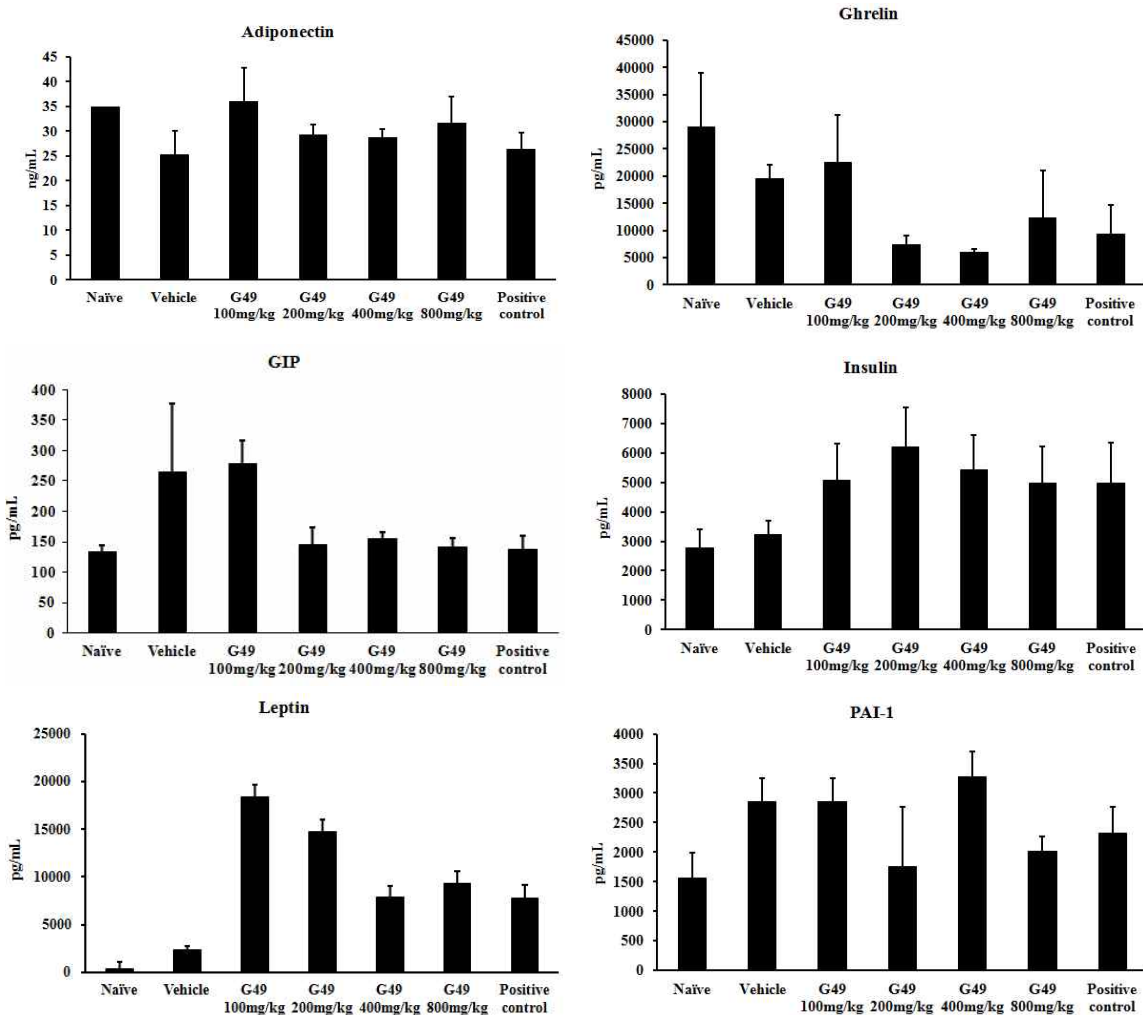 Adiponectin
45
40
35
30
25
20
15
10
5
0
ng/mL
Naïve Vehicle G49 G49 G49 G49 Positive
100mg/kg 200mg/kg 400mg/kg 800mg/kg control
Ghrelin
45000
40000
35000
30000
25000
20000
15000
10000
5000
0
pg/mL
Naïve Vehicle G49 G49 G49 G49 Positive
100mg/kg 200mg/kg 400mg/kg 800mg/kg control
GIP
400
350
300
250
200
150
100
50
0
pg/mL
Naïve Vehicle G49 G49 G49 G49 Positive
100mg/kg 200mg/kg 400mg/kg 800mg/kg control
Insulin
8000
7000
6000
5000
4000
3000
2000
1000
0
pg/mL
Naïve Vehicle G49 G49 G49 G49 Positive
100mg/kg 200mg/kg 400mg/kg 800mg/kg control
Leptin
25000
20000
15000
10000
5000
0
pg/mL
Naïve Vehicle G49 G49 G49 G49 Positive
100mg/kg 200mg/kg 400mg/kg 800mg/kg control
PAI-1
4000
3500
3000
2500
2000
1500
1000
500
0
pg/mL
Naïve Vehicle G49 G49 G49 G49 Positive
100mg/kg 200mg/kg 400mg/kg 800mg/kg control